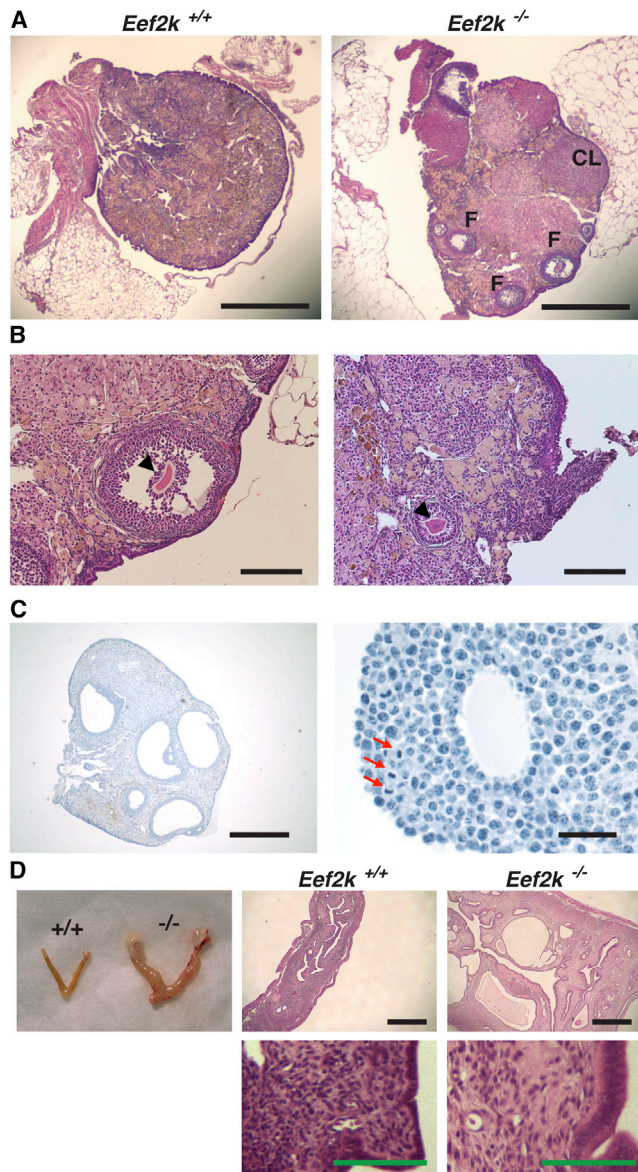 A
Eef2k +/+ Eef2k -/-
CL
F
F
F
B
C
D
Eef2k +/+ Eef2k -/-
+/+ -/-